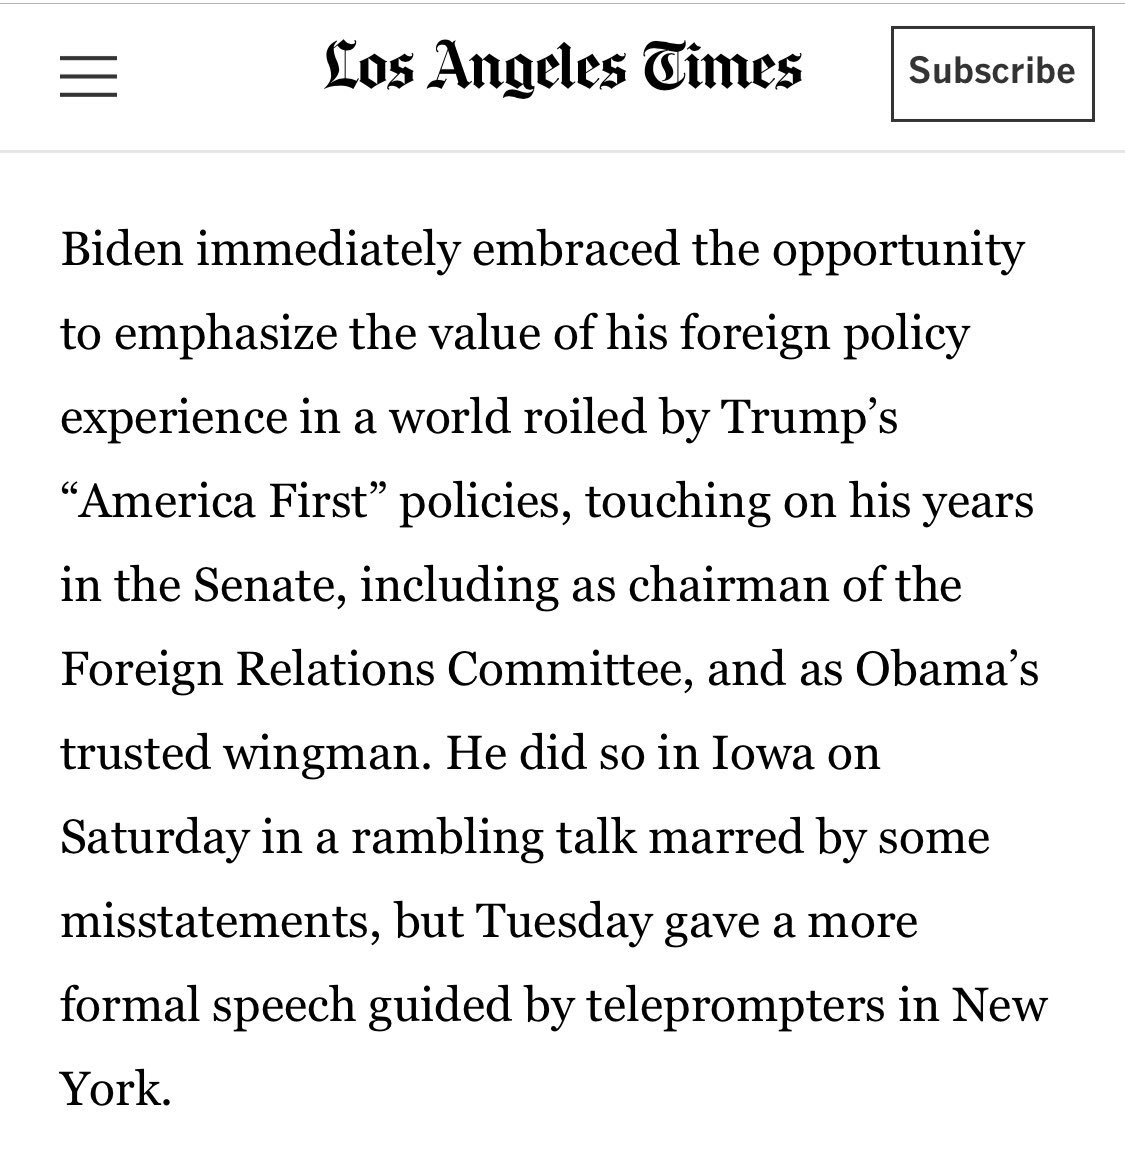 Los Angeles Times
Subscribe
Biden immediately embraced the opportunity
to emphasize the value of his foreign policy
experience in a world roiled by Trump’s
“America First” policies, touching on his years
in the Senate, including as chairman of the
Foreign Relations Committee, and as Obama’s
trusted wingman. He did so in Iowa on
Saturday in a rambling talk marred by some
misstatements, but Tuesday gave a more
formal speech guided by teleprompters in New
York.